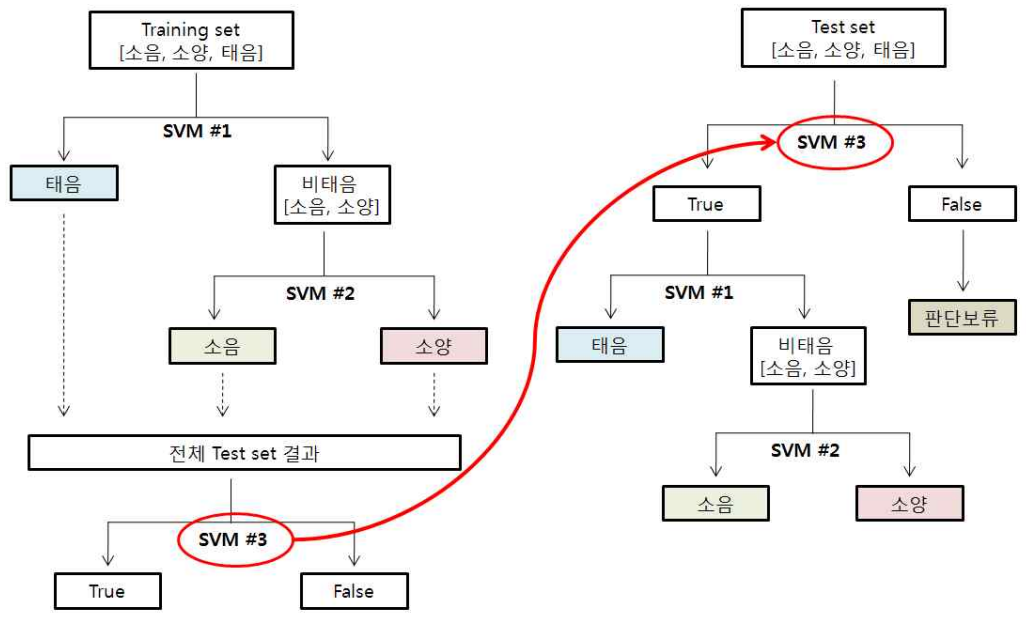 Training set
[소음, 소양, 태음]
SVM #1
태음
비태음
[소음, 소양]
SVM #2
소음
소양
전체 Test set 결과
SVM #3
True
False
Test set
[소음, 소양, 태음]
SVM #3
True
False
SVM #1
판단보류
태음
비태음
[소음, 소양]
SVM #2
소음
소양